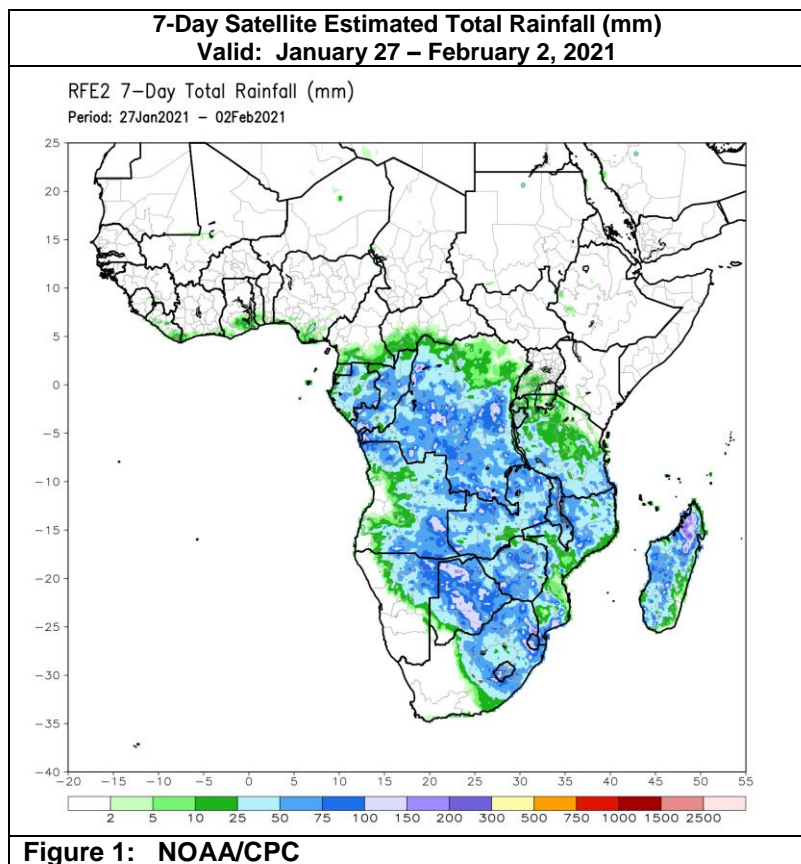 7-Day Satellite Estimated Total Rainfall (mm)
Valid: January 27 – February 2, 2021
RFE2 7-Day Total Rainfall (mm)
Period: 27Jan2021 – 02Feb2021
25
20
15
10
5
0
-5
-10
-15
-20
-25
-30
-35
-40
-20 -15 -10 -5 0 5 10 15 20 25 30 35 40 45 50 55
2 5 10 25 50 75 100 150 200 300 500 750 1000 1500 2500
Figure 1: NOAA/CPC